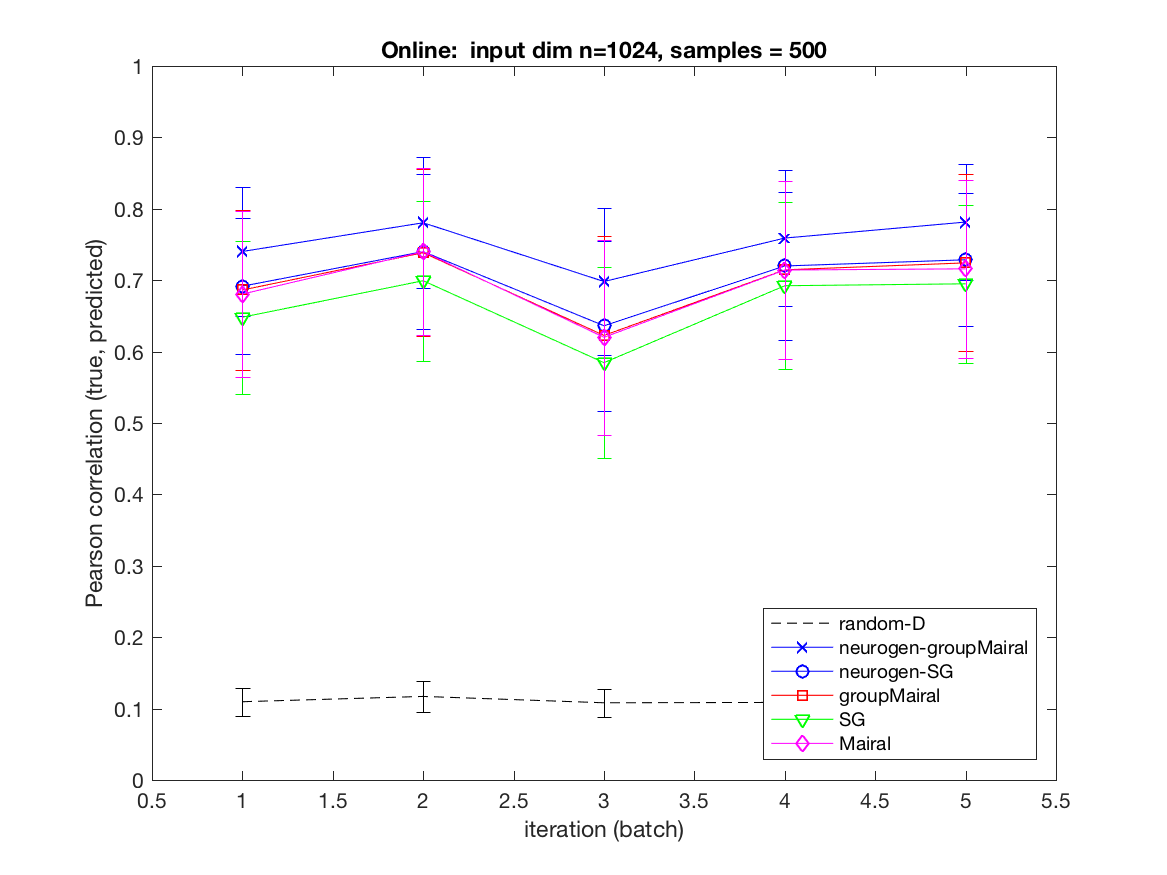 Online:  input dim n=1024, samples = 500
1
0.9
0.8
0.7
0.6
0.5
0.4
0.3
0.2
0.1
0
Pearson correlation (true, predicted)
random-D
neurogen-groupMairal
neurogen-SG
groupMairal
SG
Mairal
0.5 1 1.5 2 2.5 3 3.5 4 4.5 5 5.5
iteration (batch)